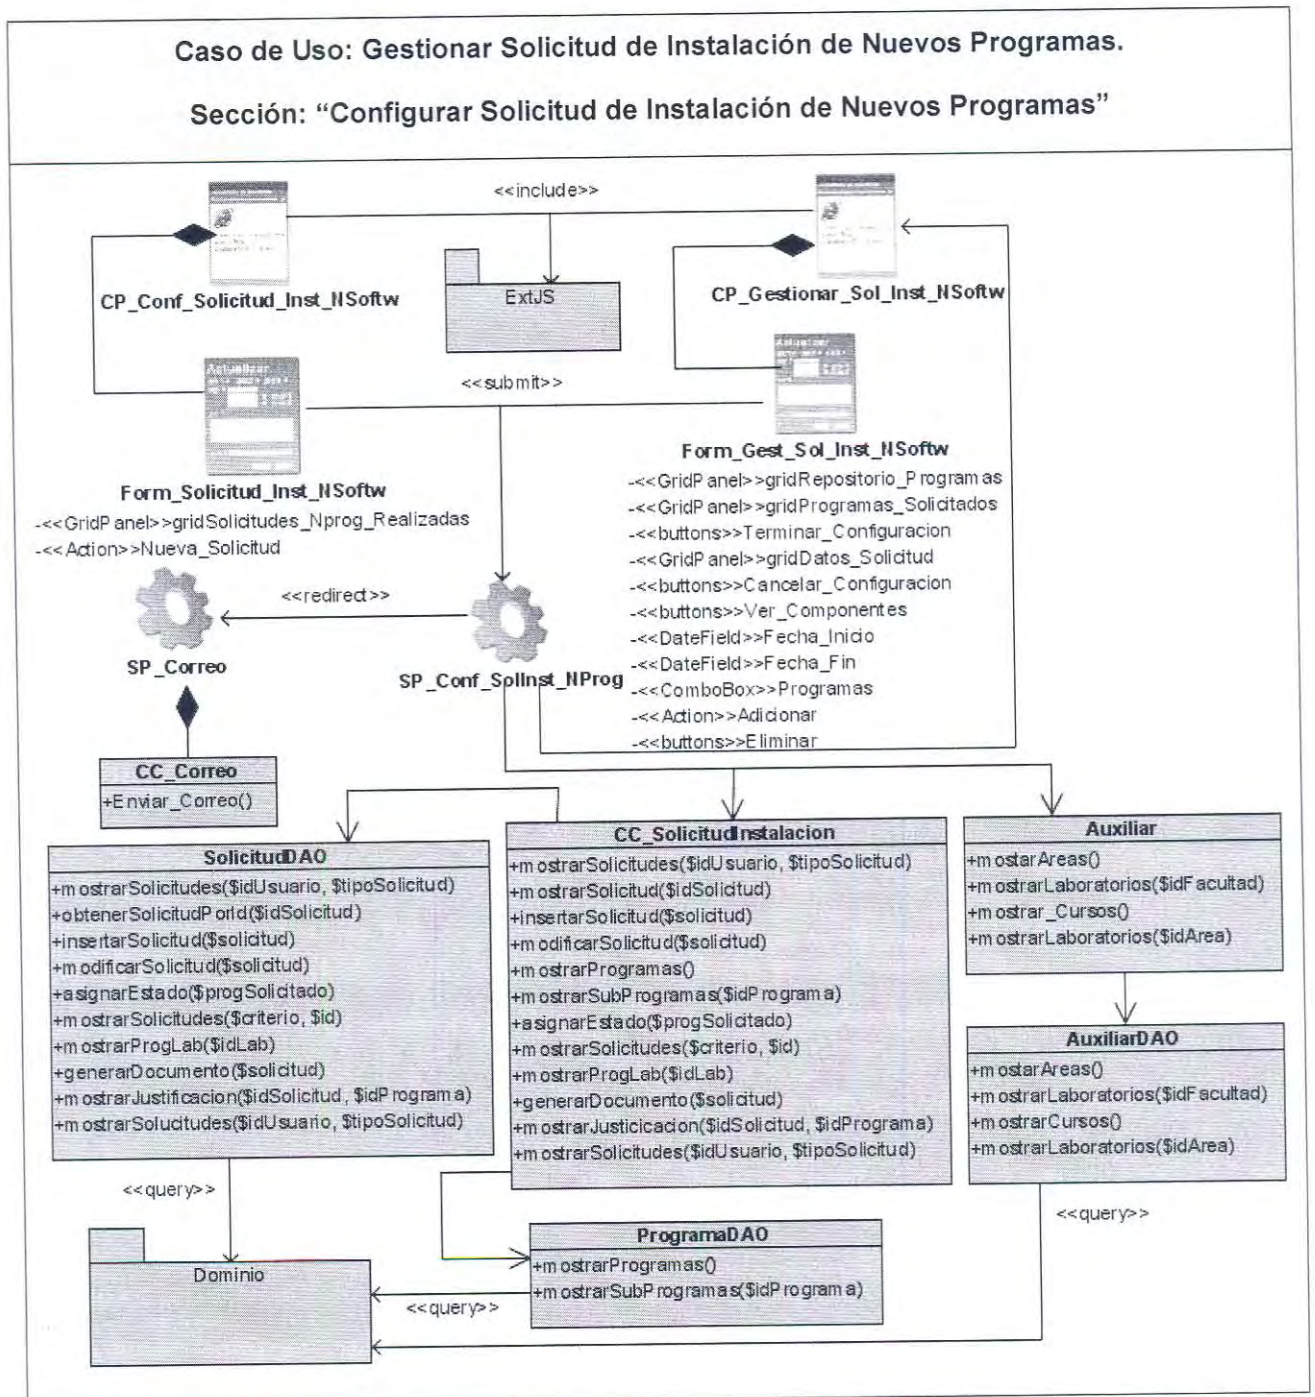 Caso de Uso: Gestionar Solicitud de Instalación de Nuevos Programas.
Sección: “Configurar Solicitud de Instalación de Nuevos Programas”
<<include>>
CP_Conf_Solicitud_Inst_NSoftw
ExtJS
CP_Gestionar_Sol_Inst_NSoftw
Actualizar
<<submit>>
Form_Solicitud_Inst_NSoftw
-<<GridPanel>>gridSolicitudes_Nprog_Realizadas
-<<Action>>Nueva_Solicitud
Form_Gest_Sol_Inst_NSoftw
-<<GridPanel>>gridRepositorio_Programas
-<<GridPanel>>gridProgramas_Solicitados
-<<buttons>>Terminar_Configuracion
-<<GridPanel>>gridDatos_Solicitud
-<<buttons>>Cancelar_Configuracion
-<<buttons>>Ver_Componentes
-<<DateField>>Fecha_Inicio
-<<DateField>>Fecha_Fin
-<<ComboBox>>Programas
-<<Action>>Adicionar
-<<buttons>>Eliminar
<<redirect>>
SP_Correo
SP_Conf_SolInst_NProg
CC_Correo
+Enviar_Correo()
SolicitudDAO
+mostrarSolicitudes($idUsuario, $tipoSolicitud)
+obtenerSolicitudPorId($idSolicitud)
+insertarSolicitud($solicitud)
+modificarSolicitud($solicitud)
+asignarEstado($progSolicitado)
+mostrarSolicitudes($criterio, $id)
+mostrarProgLab($idLab)
+generarDocumento($solicitud)
+mostrarJustificacion($idSolicitud, $idPrograma)
+mostrarSolucitudes($idUsuario, $tipoSolicitud)
CC_SolicitudInstalacion
+mostrarSolicitudes($idUsuario, $tipoSolicitud)
+mostrarSolicitud($idSolicitud)
+insertarSolicitud($solicitud)
+modificarSolicitud($solicitud)
+mostrarProgramas()
+mostrarSubProgramas($idPrograma)
+asignarEstado($progSolicitado)
+mostrarSolicitudes($criterio, $id)
+mostrarProgLab($idLab)
+generarDocumento($solicitud)
+mostrarJusticicacion($idSolicitud, $idPrograma)
+mostrarSolicitudes($idUsuario, $tipoSolicitud)
Auxiliar
+mostarAreas()
+mostrarLaboratorios($idFacultad)
+mostrar_Cursos()
+mostrarLaboratorios($idArea)
AuxiliarDAO
+mostarAreas()
+mostrarLaboratorios($idFacultad)
+mostrarCursos()
+mostrarLaboratorios($idArea)
<<query>>
<<query>>
ProgramaDAO
+mostrarProgramas()
+mostrarSubProgramas($idPrograma)
Dominio
<<query>>